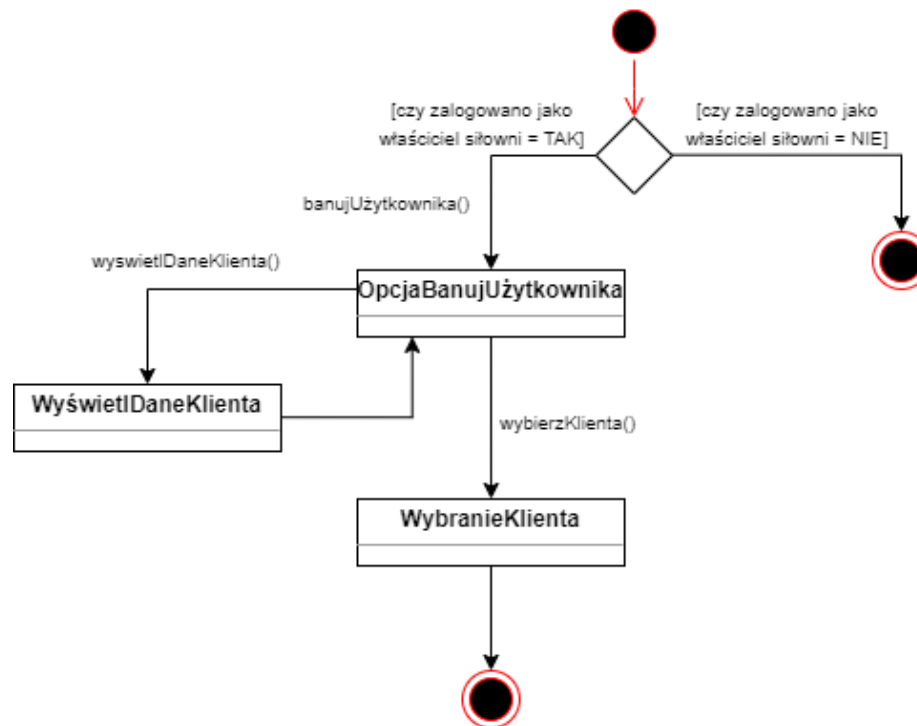 [czy zalogowano jako
właściciel siłowni = TAK]
[czy zalogowano jako
właściciel siłowni = NIE]
banujUżytkownika()
wyswietlDaneKlienta()
OpcjaBanujUżytkownika
WyświetlDaneKlienta
wybierzKlienta()
WybranieKlienta